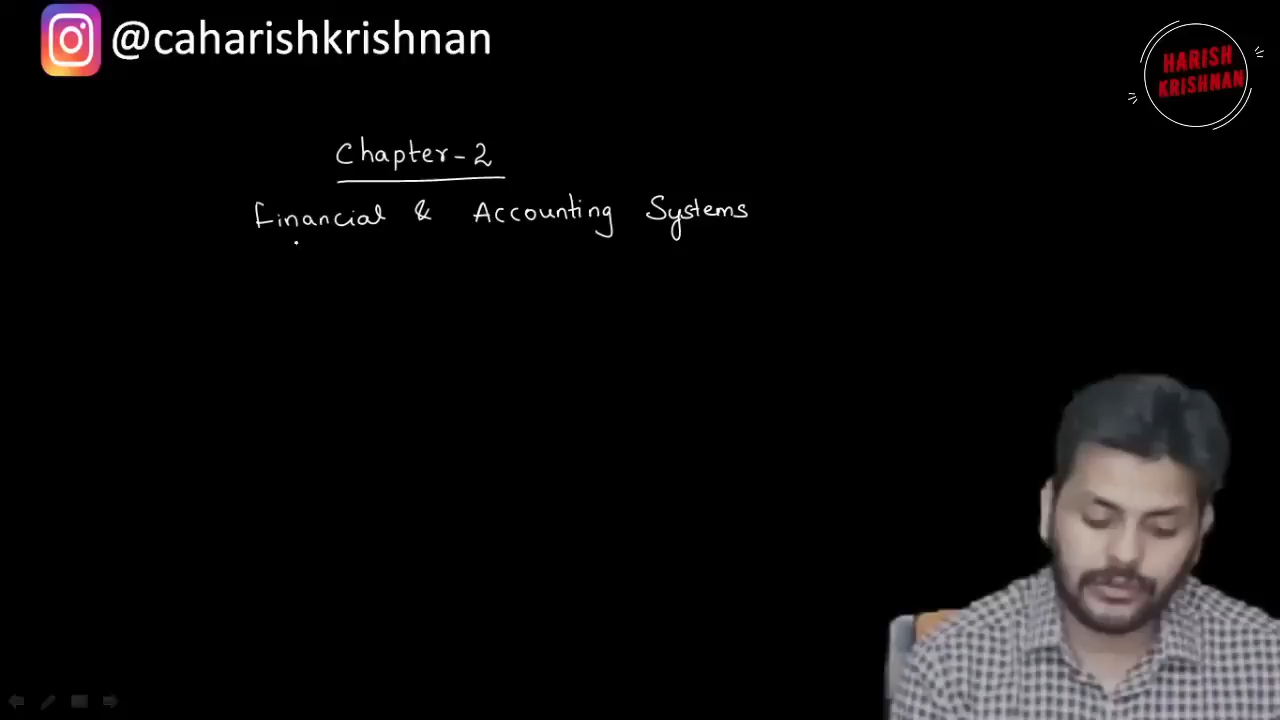 @caharishkrishnan
HARISH
KRISHNAN
Chapter-2
Financial & Accounting Systems